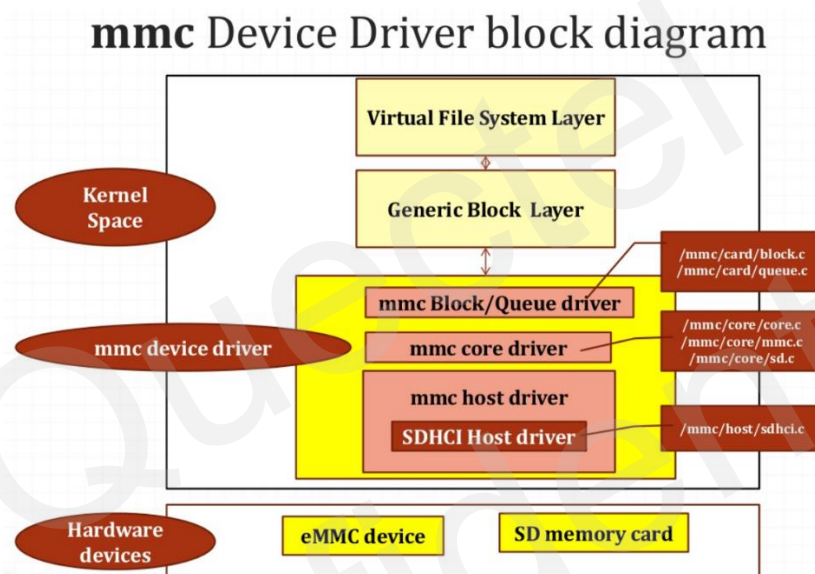 mmc Device Driver block diagram
Virtual File System Layer
Kernel
Space
Generic Block Layer
/mmc/card/block.c
/mmc/card/queue.c
mmc Block/Queue driver
mmc device driver
mmc core driver
/mmc/core/core.c
/mmc/core/mmc.c
/mmc/core/sd.c
mmc host driver
SDHCI Host driver
/mmc/host/sdhci.c
Hardware
devices
eMMC device
SD memory card
Quectel